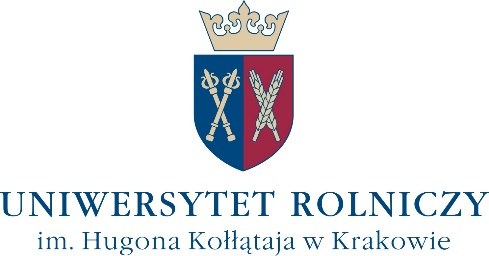 UNIWERSYTET ROLNICZY
im. Hugona Kołłątaja w Krakowie